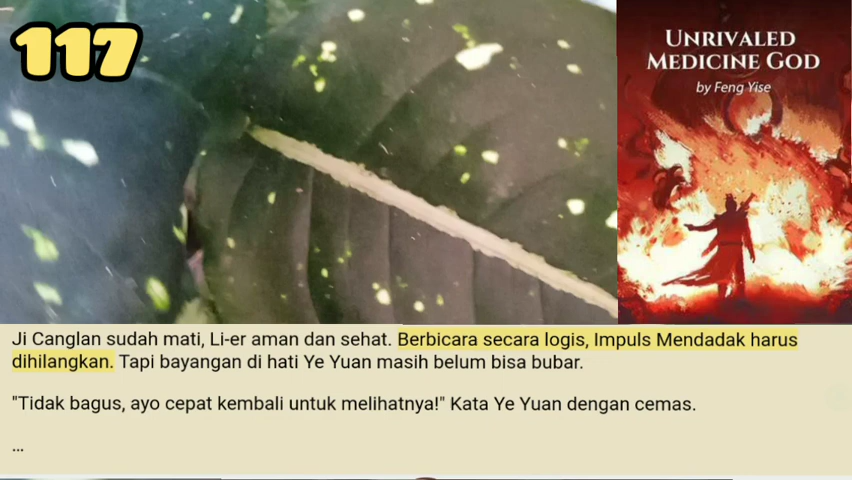 117
UNRIVALED
MEDICINE GOD
by Feng Yise
Ji Canglan sudah mati, Li-er aman dan sehat. Berbicara secara logis, Impuls Mendadak harus
dihilangkan. Tapi bayangan di hati Ye Yuan masih belum bisa bubar.
"Tidak bagus, ayo cepat kembali untuk melihatnya!" Kata Ye Yuan dengan cemas.
...